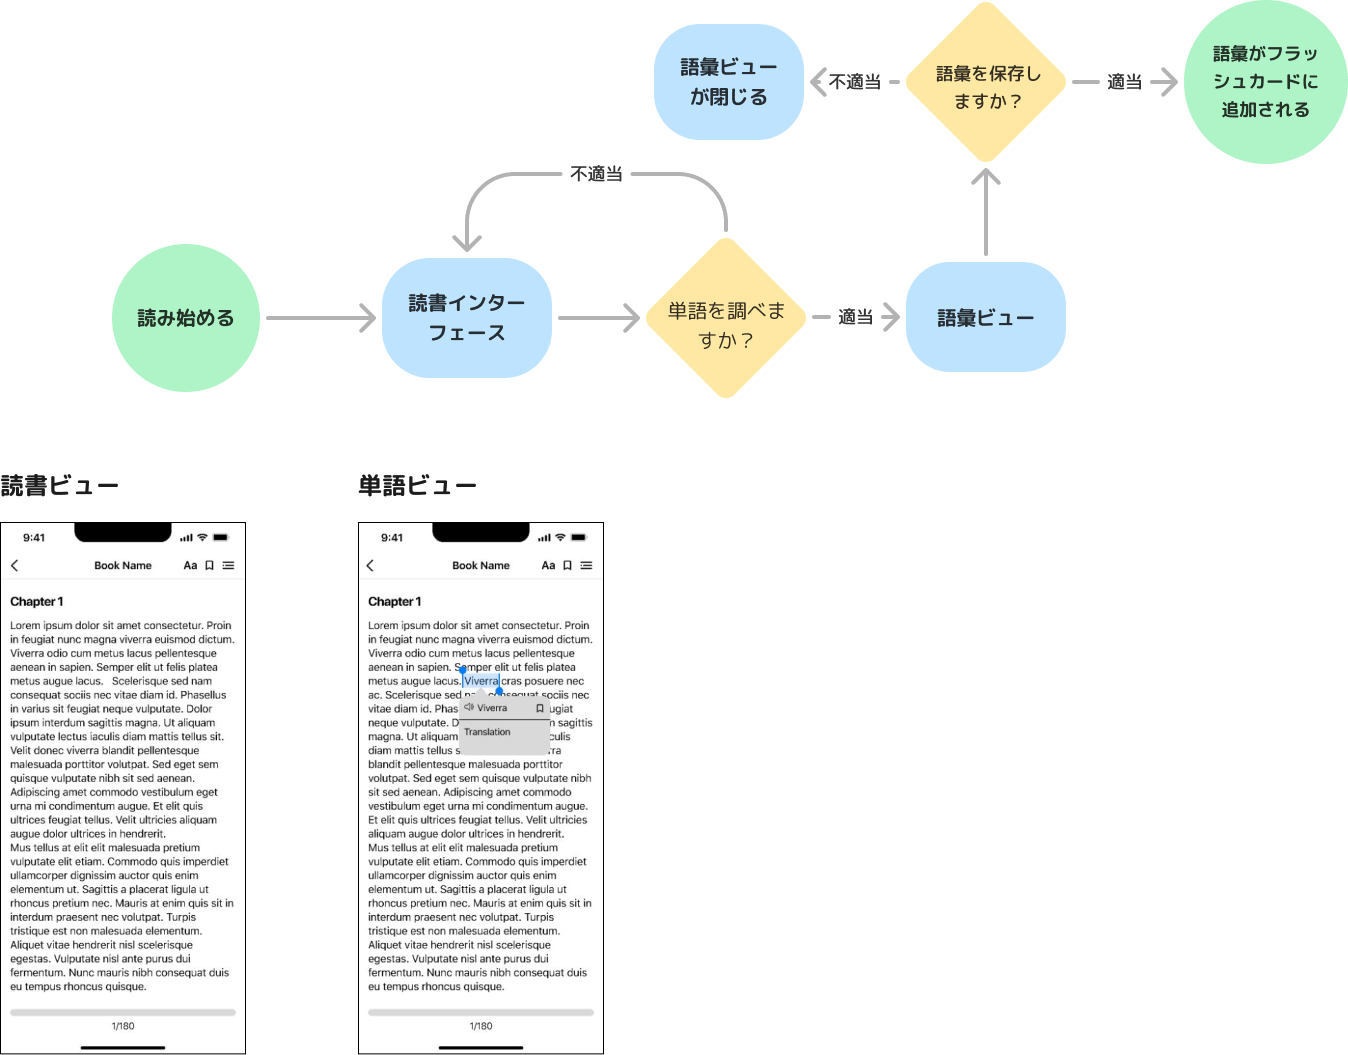 語彙ビュー
が閉じる
不適当
語彙を保存し
ますか？
適当
語彙がフラッ
シュカードに
追加される
不適当
読み始める
読書インター
フェース
単語を調べま
すか？
適当
語彙ビュー
読書ビュー
9:41
Book Name
Aa
Chapter 1
Lorem ipsum dolor sit amet consectetur. Proin
in feugiat nunc magna viverra euismod dictum.
Viverra odio cum metus lacus pellentesque
aenean in sapien. Semper elit ut felis platea
metus augue lacus. Scelerisque sed nam
consequat sociis nec vitae diam id. Phasellus
in varius sit feugiat neque vulputate. Dolor
ipsum interdum sagittis magna. Ut aliquam
vulputate lectus iaculis diam mattis tellus sit.
Velit donec viverra blandit pellentesque
malesuada porttitor volutpat. Sed eget sem
quisque vulputate nibh sit sed aenean.
Adipiscing amet commodo vestibulum eget
urna mi condimentum augue. Et elit quis
ultrices feugiat tellus. Velit ultricies aliquam
augue dolor ultrices in hendrerit.
Mus tellus at elit elit malesuada pretium
vulputate elit etiam. Commodo quis imperdiet
ullamcorper dignissim auctor quis enim
elementum ut. Sagittis a placerat ligula ut
rhoncus pretium nec. Mauris at enim quis sit in
interdum praesent nec volutpat. Turpis
tristique est non malesuada elementum.
Aliquet vitae hendrerit nisl scelerisque
egestas. Vulputate nisl ante purus dui
fermentum. Nunc mauris nibh consequat duis
eu tempus rhoncus quisque.
1/180
単語ビュー
9:41
Book Name
Aa
Chapter 1
Lorem ipsum dolor sit amet consectetur. Proin
in feugiat nunc magna viverra euismod dictum.
Viverra odio cum metus lacus pellentesque
aenean in sapien. Semper elit ut felis platea
metus augue lacus. Viverra cras posuere nec
ac. Scelerisque sed nam consequat sociis nec
vitae diam id. Phas
ugiat
neque vulputate. D
n sagittis
magna. Ut aliquam
culis
diam mattis tellus s
ra
Viverra
Translation
blandit pellentesque malesuada porttitor
volutpat. Sed eget sem quisque vulputate nibh
sit sed aenean. Adipiscing amet commodo
vestibulum eget urna mi condimentum augue.
Et elit quis ultrices feugiat tellus. Velit ultricies
aliquam augue dolor ultrices in hendrerit.
Mus tellus at elit elit malesuada pretium
vulputate elit etiam. Commodo quis imperdiet
ullamcorper dignissim auctor quis enim
elementum ut. Sagittis a placerat ligula ut
rhoncus pretium nec. Mauris at enim quis sit in
interdum praesent nec volutpat. Turpis
tristique est non malesuada elementum.
Aliquet vitae hendrerit nisl scelerisque
egestas. Vulputate nisl ante purus dui
fermentum. Nunc mauris nibh consequat duis
eu tempus rhoncus quisque.
1/180